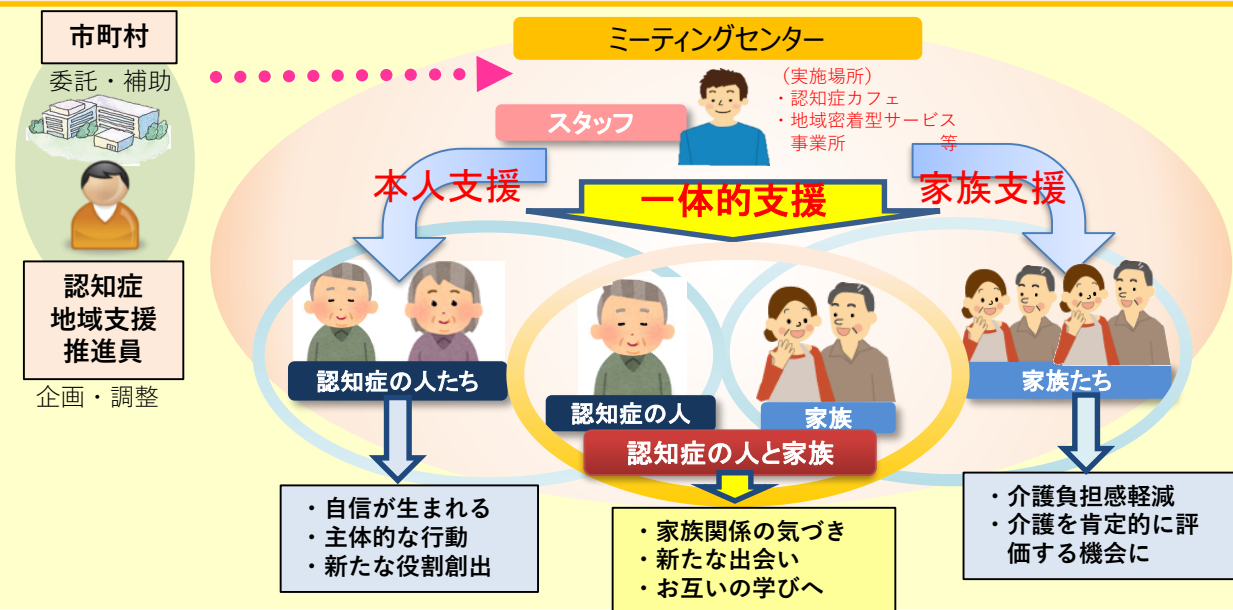 市町村
委託・補助
認知症
地域支援
推進員
企画・調整
ミーティングセンター
(実施場所)
・認知症カフェ
・地域密着型サービス
事業所 等
スタッフ
本人支援
一体的支援
家族支援
認知症の人たち
認知症の人
家族
家族たち
認知症の人と家族
・自信が生まれる
・主体的な行動
・新たな役割創出
・家族関係の気づき
・新たな出会い
・お互いの学びへ
・介護負担感軽減
・介護を肯定的に評
価する機会に